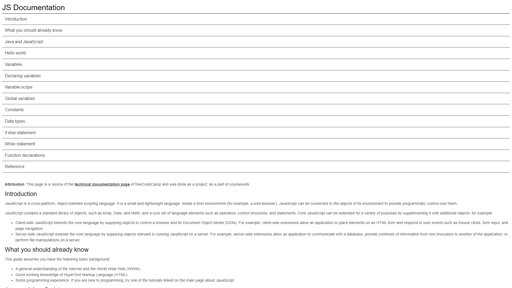 JS Documentation
Introduction
What you should already know
Java and JavaScript
Hello world
Variables
Declaring variables
Variable scope
Global variables
Constants
Data types
if else statement
While statement
Function declarations
Reference
Attribution: This page is a replica of the technical documentation page of freeCodeCamp and was done as a project, as a part of coursework.
Introduction
JavaScript is a cross-platform, object-oriented scripting language. It is a small and lightweight language. Inside a host environment (for example, a web browser), JavaScript can be connected to the objects of its environment to provide programmatic control over them.
JavaScript contains a standard library of objects, such as Array, Date, and Math, and a core set of language elements such as operators, control structures, and statements. Core JavaScript can be extended for a variety of purposes by supplementing it with additional objects; for example:
Client-side JavaScript extends the core language by supplying objects to control a browser and its Document Object Model (DOM). For example, client-side extensions allow an application to place elements on an HTML form and respond to user events such as mouse clicks, form input, and
page navigation.
Server-side JavaScript extends the core language by supplying objects relevant to running JavaScript on a server. For example, server-side extensions allow an application to communicate with a database, provide continuity of information from one invocation to another of the application, or
perform file manipulations on a server.
What you should already know
This guide assumes you have the following basic background:
A general understanding of the Internet and the World Wide Web (WWW).
Good working knowledge of HyperText Markup Language (HTML).
Some programming experience. If you are new to programming, try one of the tutorials linked on the main page about JavaScript.